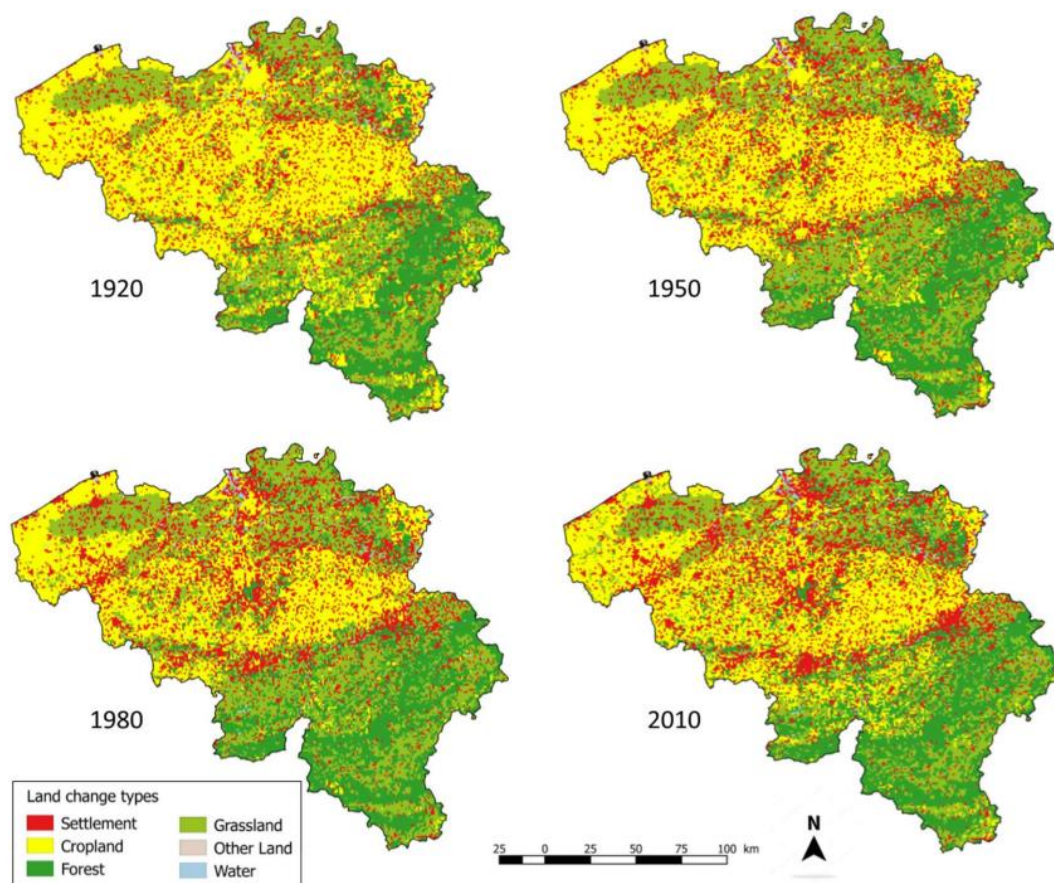 1920
1950
1980
2010
Land change types
Settlement
Cropland
Forest
Grassland
Other Land
Water
25 0 25 50 75 100 km
N